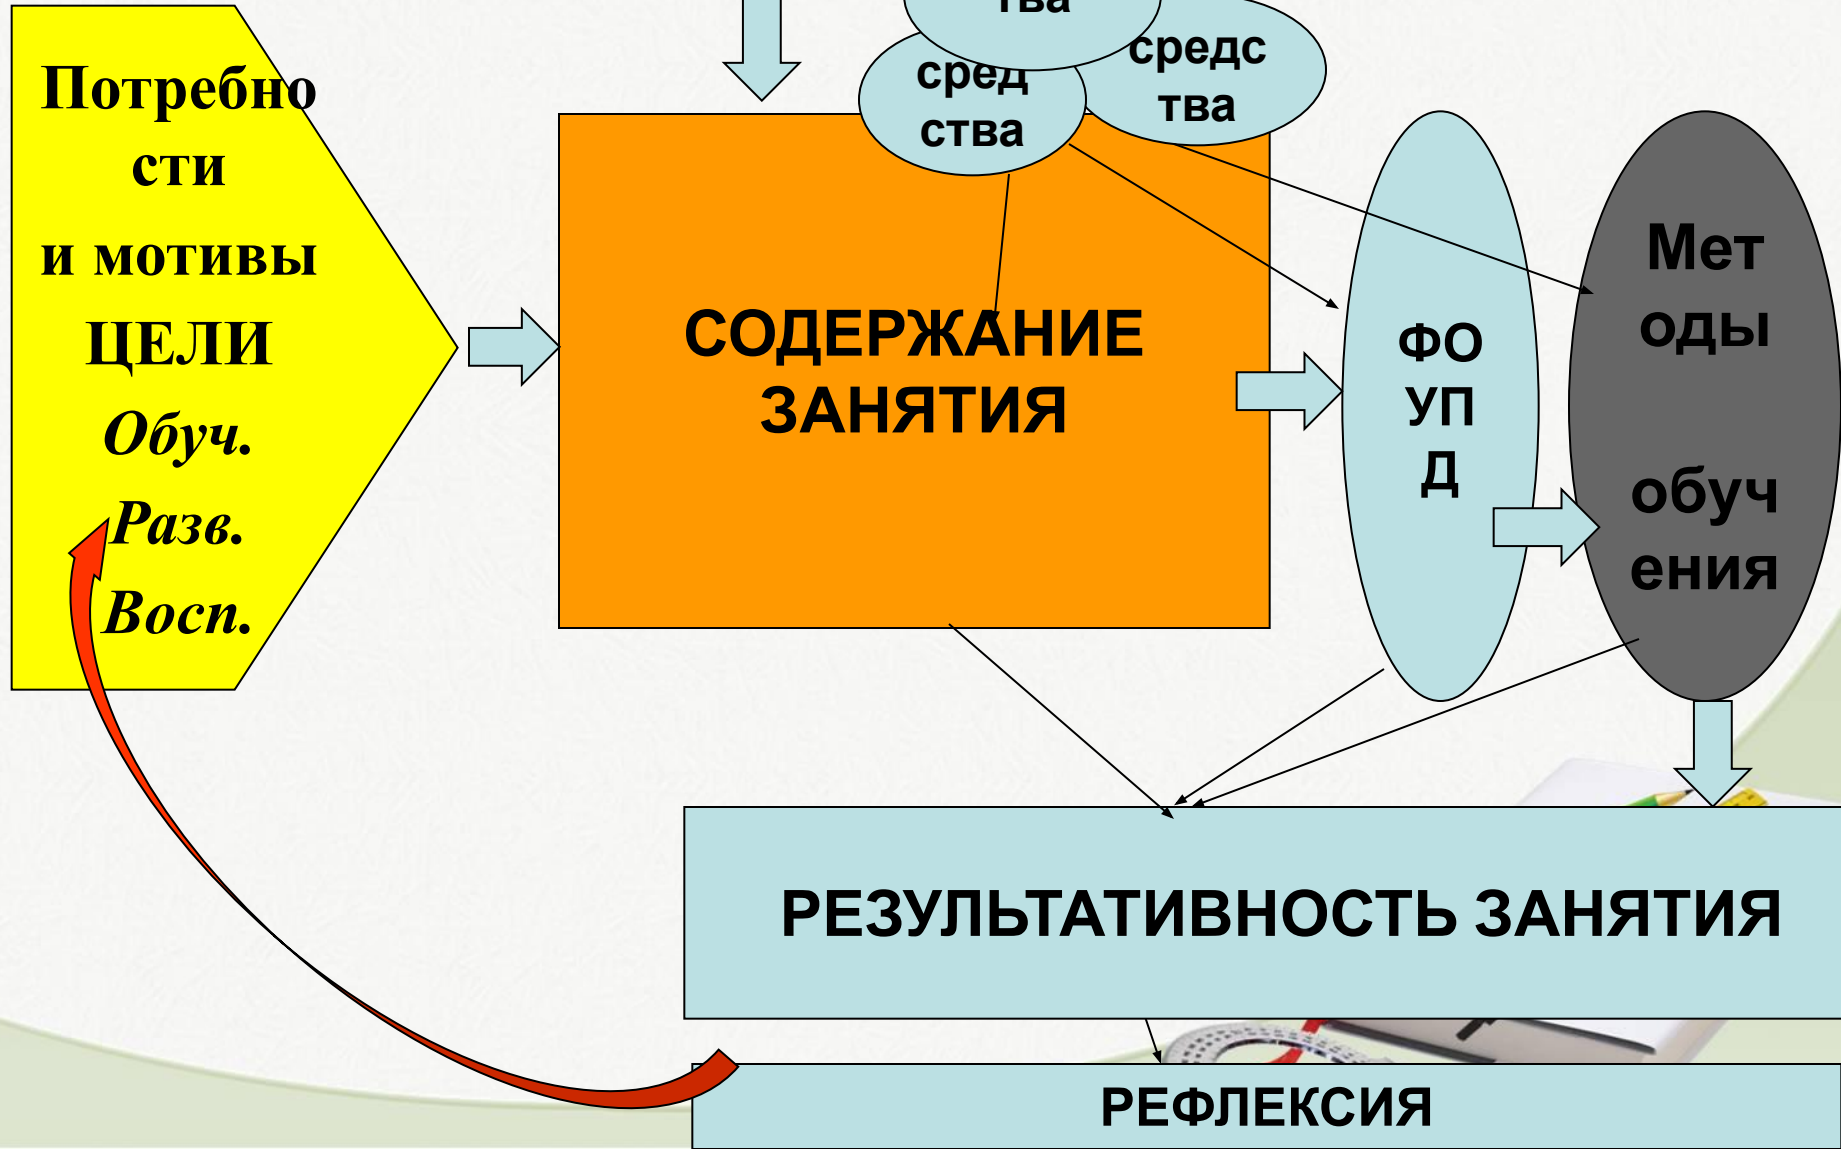 Потребно
сти
и мотивы
ЦЕЛИ
Обуч.
Разв.
Восп.
тва
средс
тва
сред
ства
СОДЕРЖАНИЕ
ЗАНЯТИЯ
ФО
УП
Д
Мет
оды
обуч
ения
РЕЗУЛЬТАТИВНОСТЬ ЗАНЯТИЯ
РЕФЛЕКСИЯ